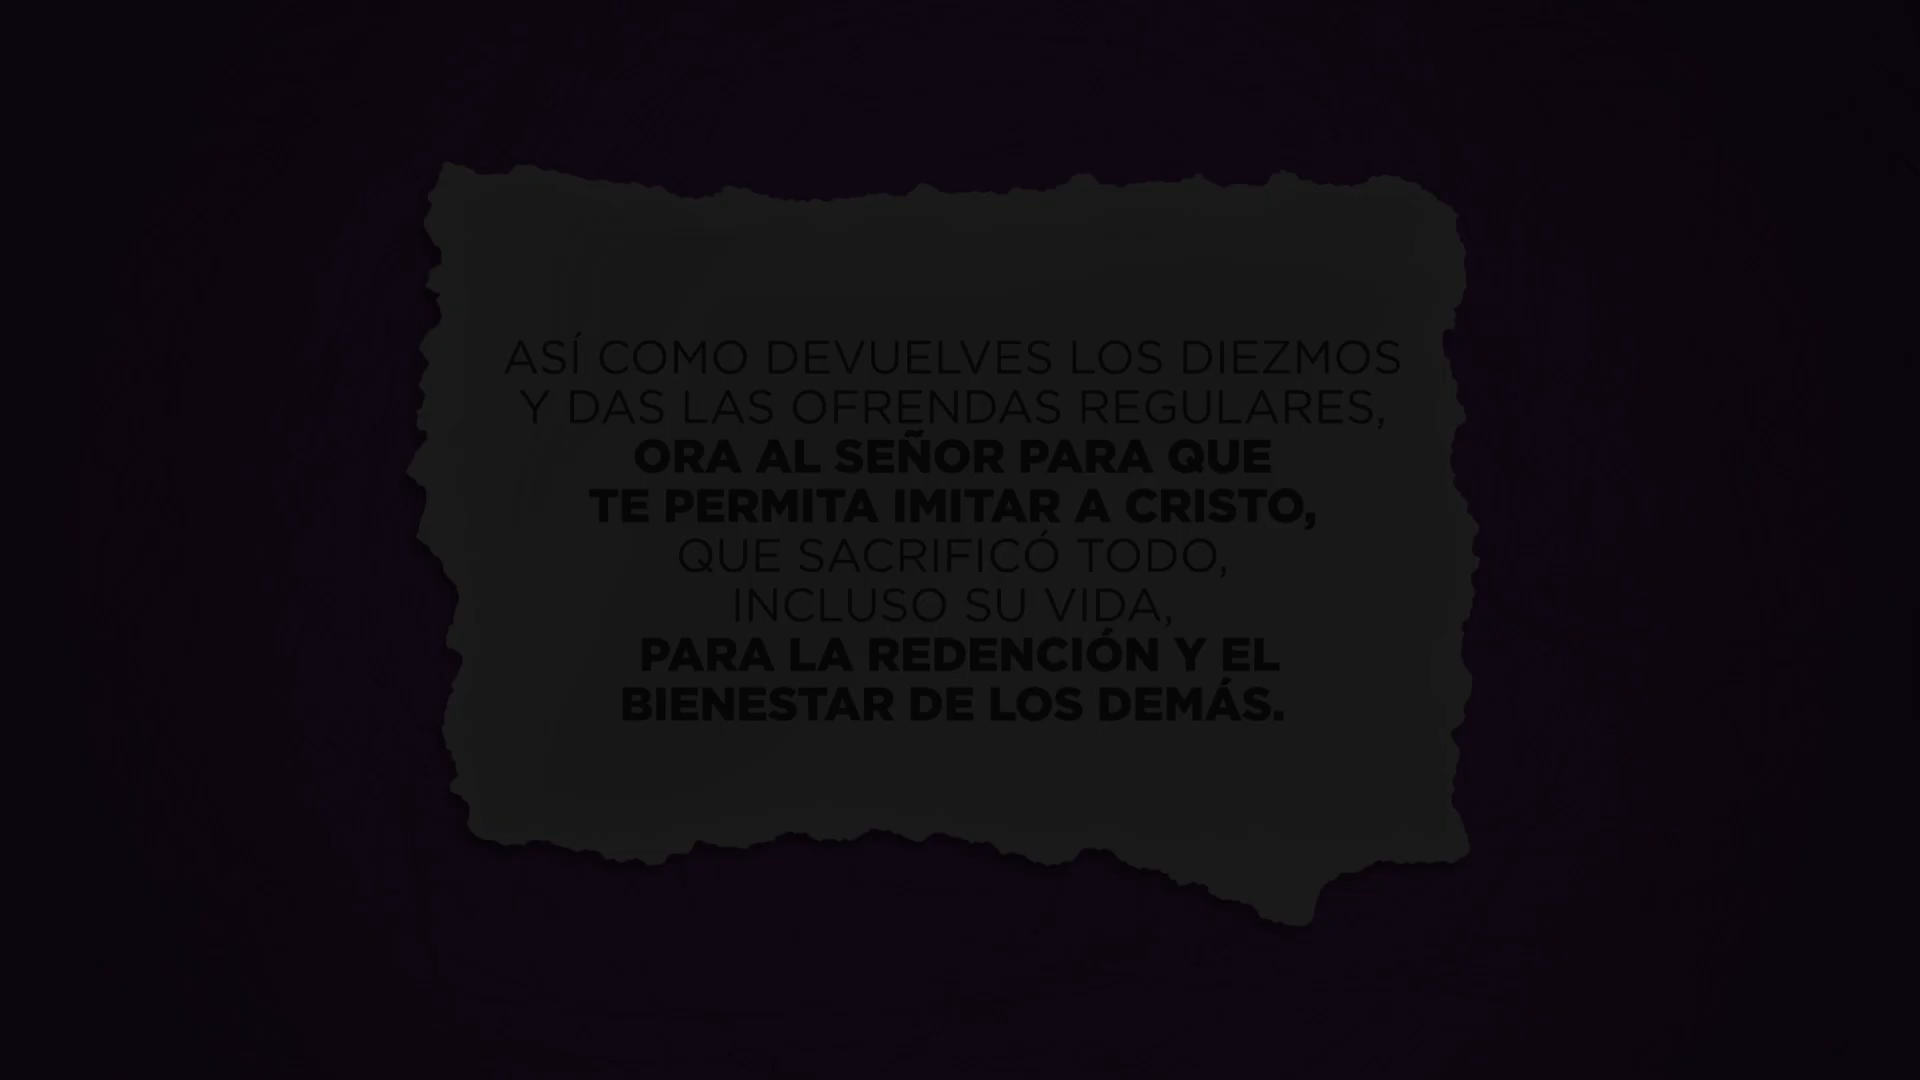 ASÍ COMO DEVUELVES LOS DIEZMOS
Y DAS LAS OFRENDAS REGULARES,
ORA AL SEÑOR PARA QUE
TE PERMITA IMITAR A CRISTO,
QUE SACRIFICÓ TODO,
INCLUSO SU VIDA,
PARA LA REDENCIÓN Y EL
BIENESTAR DE LOS DEMÁS.